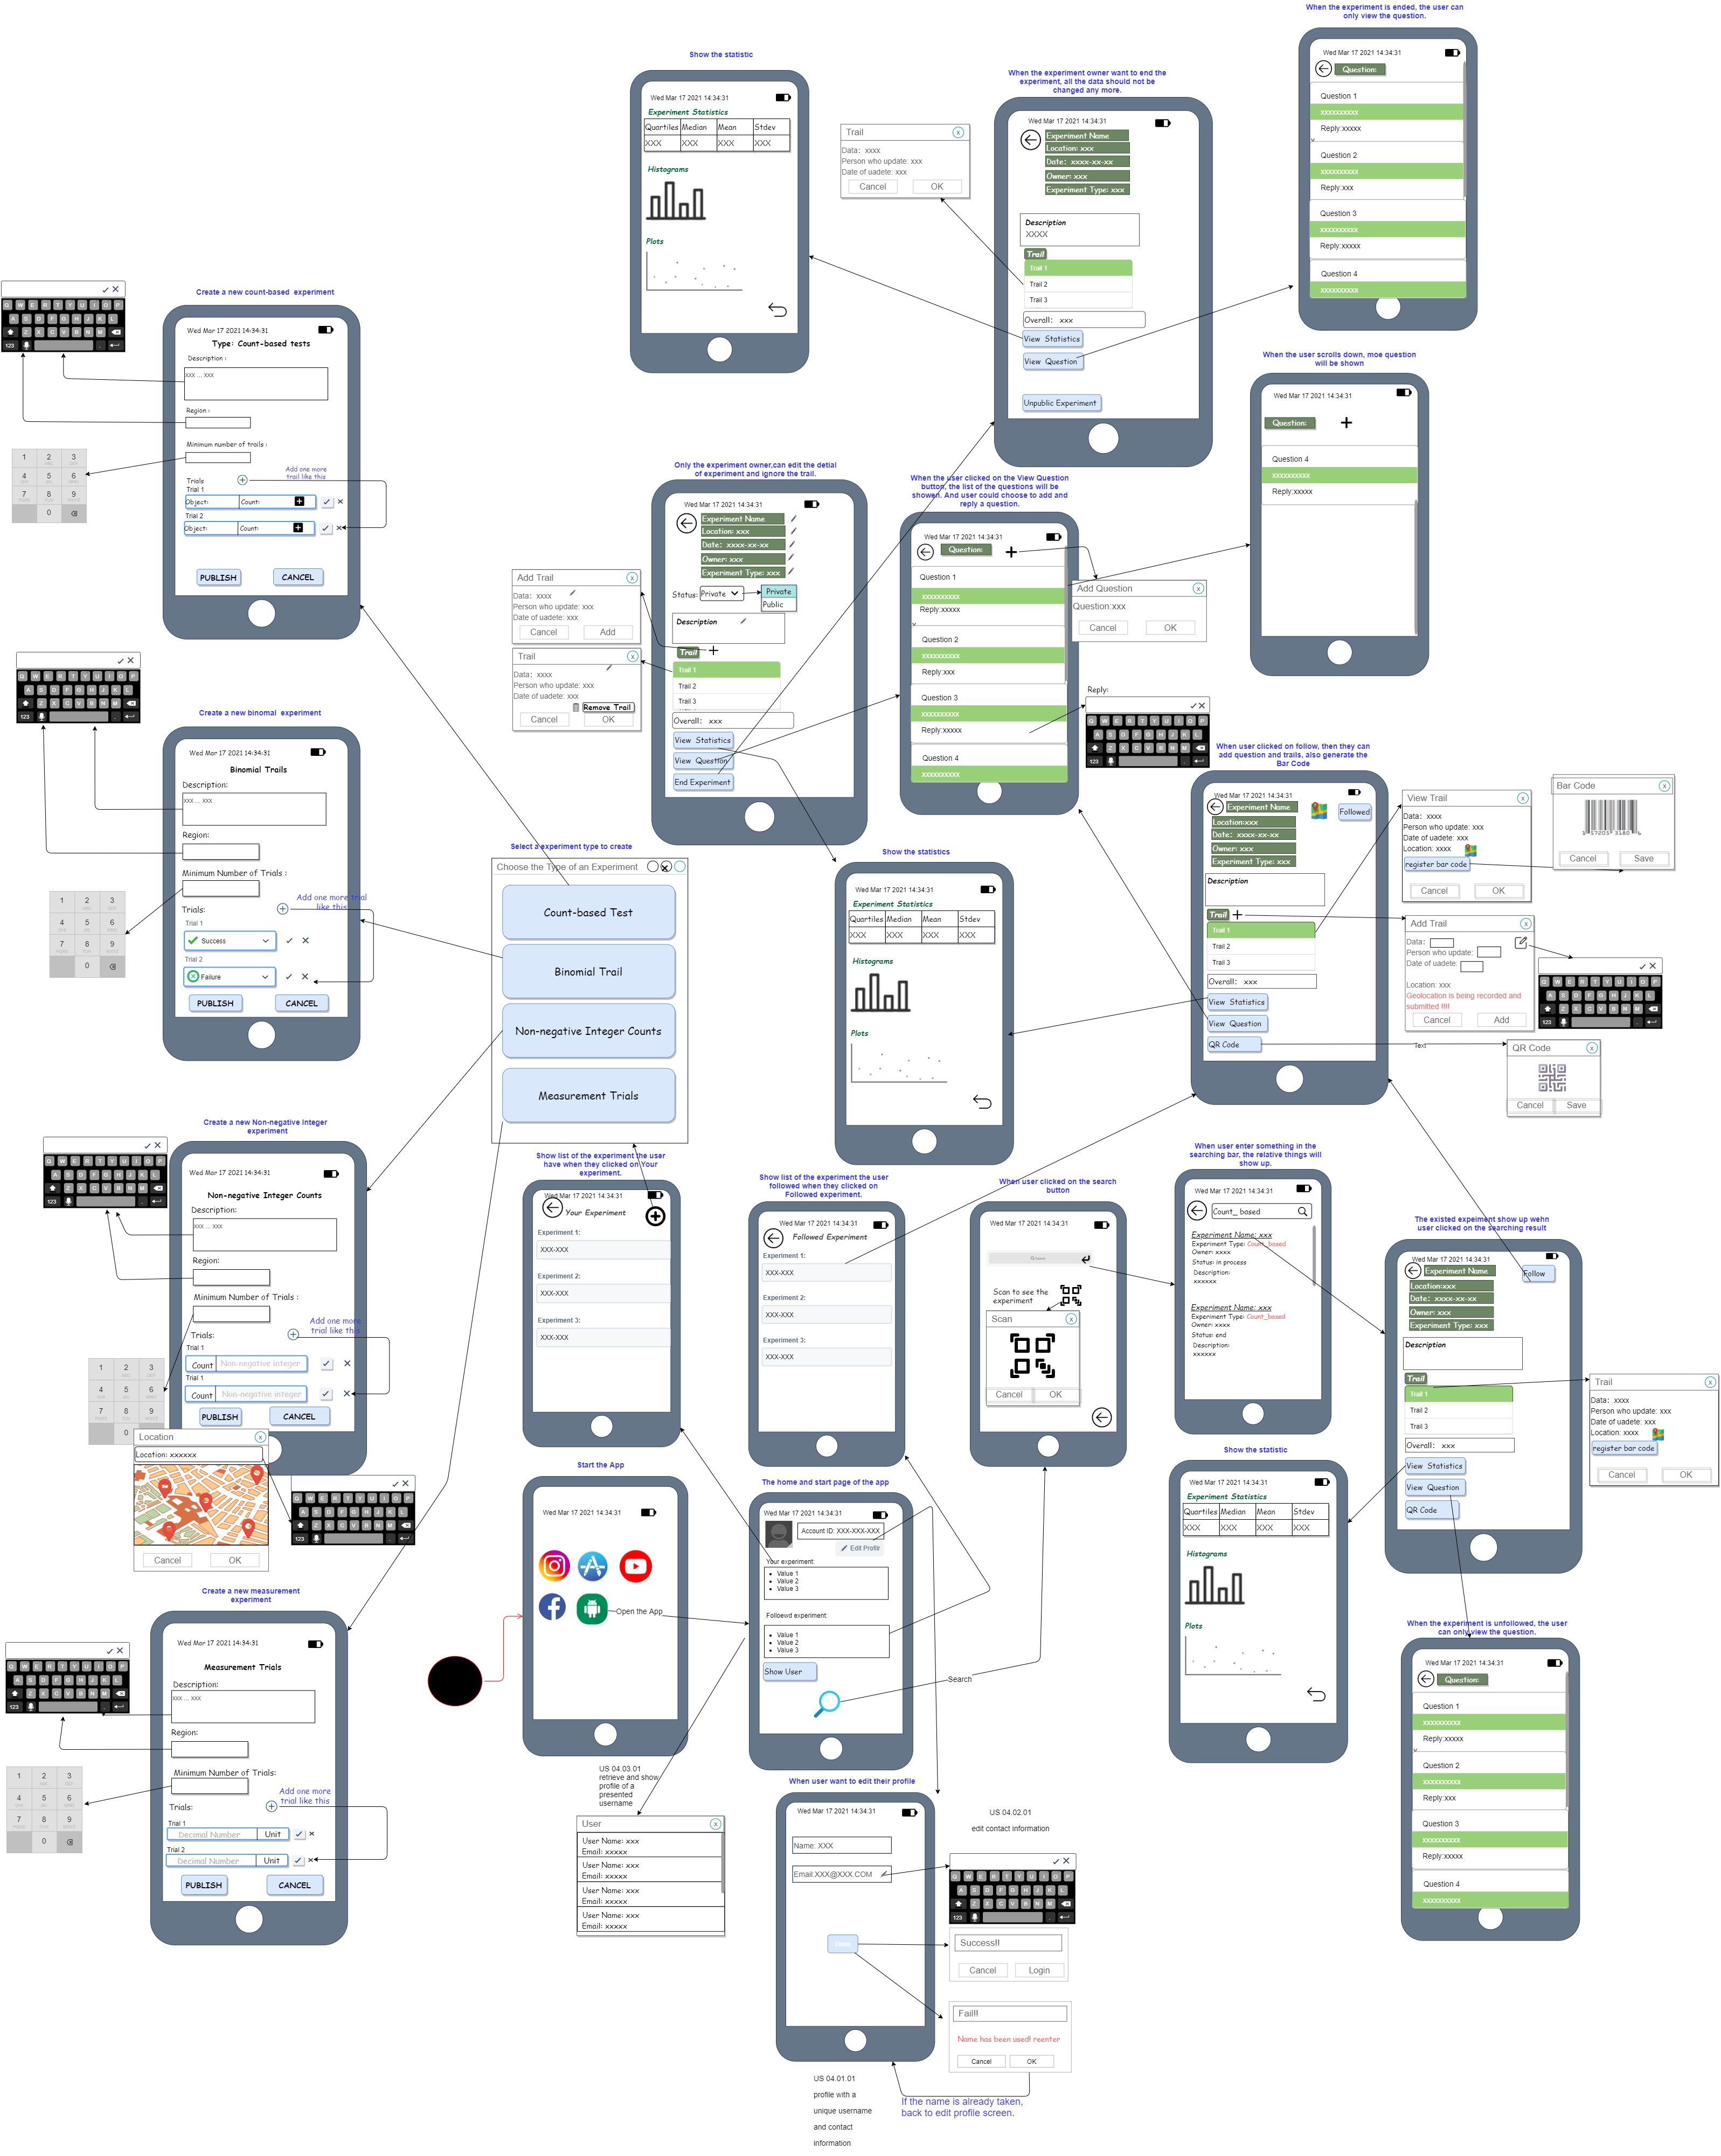 When the experiment is ended, the user can
only view the question.
Wed Mar 17 2021 14:34:31
Question:
Question 1
xxxxxxxxxx
Reply:xxxxx
Question 2
xxxxxxxxxx
Reply:xxx
Question 3
xxxxxxxxxx
Reply:xxxxx
Question 4
xxxxxxxxxx
Show the statistic
Wed Mar 17 2021 14:34:31
Experiment Statistics
Quartiles Median Mean Stdev
XXX XXX XXX XXX
Histograms
Plots
When the experiment owner want to end the
experiment, all the data should not be
changed any more.
Wed Mar 17 2021 14:34:31
Experiment Name
Location: xxx
Date: xxxx-xx-xx
Owner: xxx
Experiment Type: xxx
Description
XXXX
Trail
Trail 1
Trail 2
Trail 3
Overall: xxx
View Statistics
View Question
Unpublic Experiment
Trail
Data: xxxx
Person who update: xxx
Date of uadete: xxx
Cancel OK
When the user scrolls down, moe question
will be shown
Wed Mar 17 2021 14:34:31
Question:
Question 4
xxxxxxxxxx
Reply:xxxxx
Create a new count-based experiment
Wed Mar 17 2021 14:34:31
Type: Count-based tests
Description :
xxx ... xxx
Region :
Minimum number of trails :
Add one more
trail like this
Trials
Trial 1
Object: Count:
Trial 2
Object: Count:
PUBLISH CANCEL
Only the experiment owner,can edit the detial
of experiment and ignore the trail.
Wed Mar 17 2021 14:34:31
Experiment Name
Location: xxx
Date: xxxx-xx-xx
Owner: xxx
Experiment Type: xxx
Status: Private
Private
Public
Description
Trail
Trail 1
Trail 2
Trail 3
Overall: xxx
View Statistics
View Question
End Experiment
Add Trail
Data: xxxx
Person who update: xxx
Date of uadete: xxx
Cancel Add
Trail
Data: xxxx
Person who update: xxx
Date of uadete: xxx
Remove Trail
Cancel OK
When the user clicked on the View Question
button, the list of the questions will be
showen. And user could choose to add and
reply a question.
Wed Mar 17 2021 14:34:31
Question:
Question 1
xxxxxxxxxx
Reply:xxxxx
Question 2
xxxxxxxxxx
Reply:xxx
Question 3
xxxxxxxxxx
Reply:xxxxx
Question 4
xxxxxxxxxx
Add Question
Question:xxx
Cancel OK
Reply:
Create a new binomal experiment
Wed Mar 17 2021 14:34:31
Binomial Trails
Description:
xxx ... xxx
Region:
Minimum Number of Trials :
Add one more trial
like this
Trials:
Trial 1
Success
Trial 2
Failure
PUBLISH CANCEL
Select a experiment type to create
Choose the Type of an Experiment
Count-based Test
Binomial Trail
Non-negative Integer Counts
Measurement Trials
Show the statistics
Wed Mar 17 2021 14:34:31
Experiment Statistics
Quartiles Median Mean Stdev
XXX XXX XXX XXX
Histograms
Plots
When user clicked on follow, then they can
add question and trails, also generate the
Bar Code
Wed Mar 17 2021 14:34:31
Experiment Name
Followed
Location:xxx
Date: xxxx-xx-xx
Owner: xxx
Experiment Type: xxx
Description
Trail
Trail 1
Trail 2
Trail 3
Overall: xxx
View Statistics
View Question
QR Code
View Trail
Data: xxxx
Person who update: xxx
Date of uadete: xxx
Location: xxxx
register bar code
Cancel OK
Bar Code
Cancel Save
Add Trail
Data:
Person who update:
Date of uadete:
Location: xxx
Geolocation is being recorded and
submitted !!!!
Cancel Add
Text
QR Code
Cancel Save
Create a new Non-negative Integer
experiment
Wed Mar 17 2021 14:34:31
Non-negative Integer Counts
Description:
xxx ... xxx
Region:
Minimum Number of Trials :
Add one more
trial like this
Trials:
Trial 1
Count Non-negative integer
Trial 1
Count Non-negative integer
PUBLISH CANCEL
Location
Location: xxxxxx
Cancel OK
Show list of the experiment the user
have when they clicked on Your
experiment.
Wed Mar 17 2021 14:34:31
Your Experiment
Experiment 1:
XXX-XXX
Experiment 2:
XXX-XXX
Experiment 3:
XXX-XXX
Show list of the experiment the user
followed when they clicked on
Followed experiment.
Wed Mar 17 2021 14:34:31
Followed Experiment
Experiment 1:
XXX-XXX
Experiment 2:
XXX-XXX
Experiment 3:
XXX-XXX
When user clicked on the search
button
Wed Mar 17 2021 14:34:31
Scan to see the
experiment
Scan
Cancel OK
When user enter something in the
searching bar, the relative things will
show up.
Wed Mar 17 2021 14:34:31
Count_ based
Experiment Name: xxx
Experiment Type: Count_based
Owner: xxxx
Status: in process
Description:
xxxxxx
Experiment Name: xxx
Experiment Type: Count_based
Owner: xxxx
Status: end
Description:
xxxxxx
The existed expeiment show up wehn
user clicked on the searching result
Wed Mar 17 2021 14:34:31
Experiment Name
Follow
Location:xxx
Date: xxxx-xx-xx
Owner: xxx
Experiment Type: xxx
Description
Trail
Trail 1
Trail 2
Trail 3
Overall: xxx
View Statistics
View Question
QR Code
Trail
Data: xxxx
Person who update: xxx
Date of uadete: xxx
Location: xxxx
register bar code
Cancel OK
Show the statistic
Wed Mar 17 2021 14:34:31
Experiment Statistics
Quartiles Median Mean Stdev
XXX XXX XXX XXX
Histograms
Plots
Start the App
Wed Mar 17 2021 14:34:31
Open the App
The home and start page of the app
Wed Mar 17 2021 14:34:31
Account ID: XXX-XXX-XXX
Edit Profir
Your experiment:
Value 1
Value 2
Value 3
Followed experiment:
Value 1
Value 2
Value 3
Show User
Search
Create a new measurement
experiment
Wed Mar 17 2021 14:34:31
Measurement Trials
Description:
xxx ... xxx
Region:
Minimum Number of Trials:
Add one more
trial like this
Trials:
Trial 1
Decimal Number Unit
Trial 2
Decimal Number Unit
PUBLISH CANCEL
US 04.03.01
retrieve and show
profile of a
presented
username
User
User Name: xxx
Email: xxxxx
User Name: xxx
Email: xxxxx
User Name: xxx
Email: xxxxx
User Name: xxx
Email: xxxxx
When user want to edit their profile
Wed Mar 17 2021 14:34:31
Name: XXX
Email:XXX@XXX.COM
US 04.02.01
edit contact information
Success!!
Cancel Login
Fail!!
Name has been used! reenter
Cancel OK
If the name is already taken,
back to edit profile screen.
US 04.01.01
profile with a
unique username
and contact
information
When the experiment is unfollowed, the user
can only view the question.
Wed Mar 17 2021 14:34:31
Question:
Question 1
xxxxxxxxxx
Reply:xxxxx
Question 2
xxxxxxxxxx
Reply:xxx
Question 3
xxxxxxxxxx
Reply:xxxxx
Question 4
xxxxxxxxxx